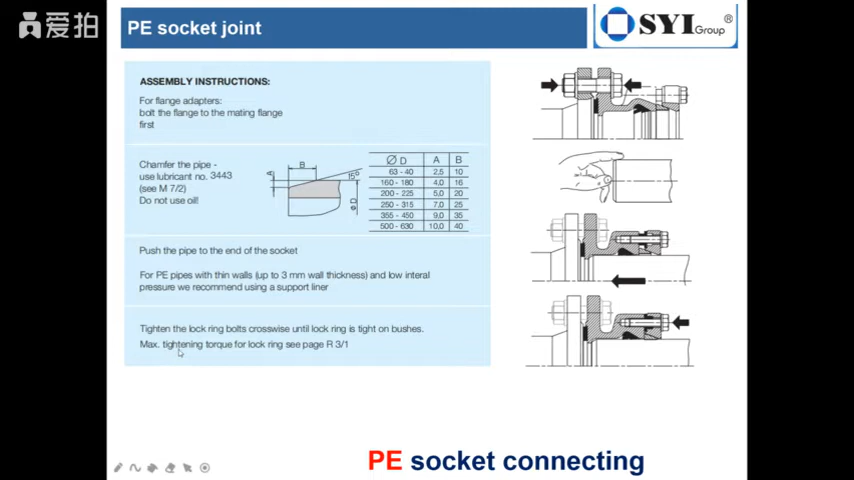 爱拍
PE socket joint
SYI Group ®
ASSEMBLY INSTRUCTIONS:
For flange adapters:
bolt the flange to the mating flange
first
Chamfer the pipe -
use lubricant no. 3443
(see M 7/2)
Do not use oil!
B
A
15°
ø D
Ø D A B
63 - 40 2,5 10
160 - 180 4,0 16
200 - 225 5,0 20
250 - 315 7,0 25
355 - 450 9,0 35
500 - 630 10,0 40
Push the pipe to the end of the socket
For PE pipes with thin walls (up to 3 mm wall thickness) and low interal
pressure we recommend using a support liner
Tighten the lock ring bolts crosswise until lock ring is tight on bushes.
Max. tightening torque for lock ring see page R 3/1
PE socket connecting